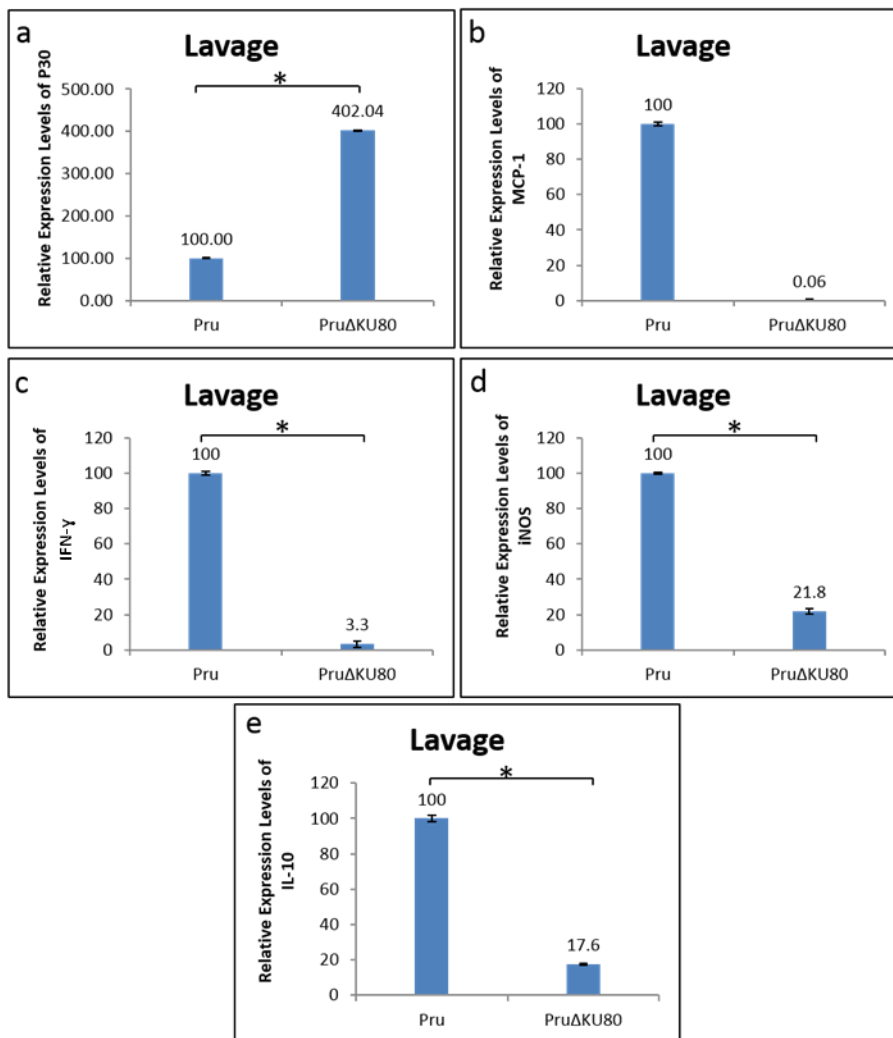 a
Lavage
Relative Expression Levels of P30
500.00
400.00
300.00
200.00
100.00
0.00
*
100.00
402.04
Pru
PruΔKU80
b
Lavage
Relative Expression Levels of
MCP-1
120
100
80
60
40
20
0
100
0.06
Pru
PruΔKU80
c
Lavage
Relative Expression Levels of
IFN-γ
120
100
80
60
40
20
0
*
100
3.3
Pru
PruΔKU80
d
Lavage
Relative Expression Levels of
iNOS
120
100
80
60
40
20
0
*
100
21.8
Pru
PruΔKU80
e
Lavage
Relative Expression Levels of
IL-10
120
100
80
60
40
20
0
*
100
17.6
Pru
PruΔKU80